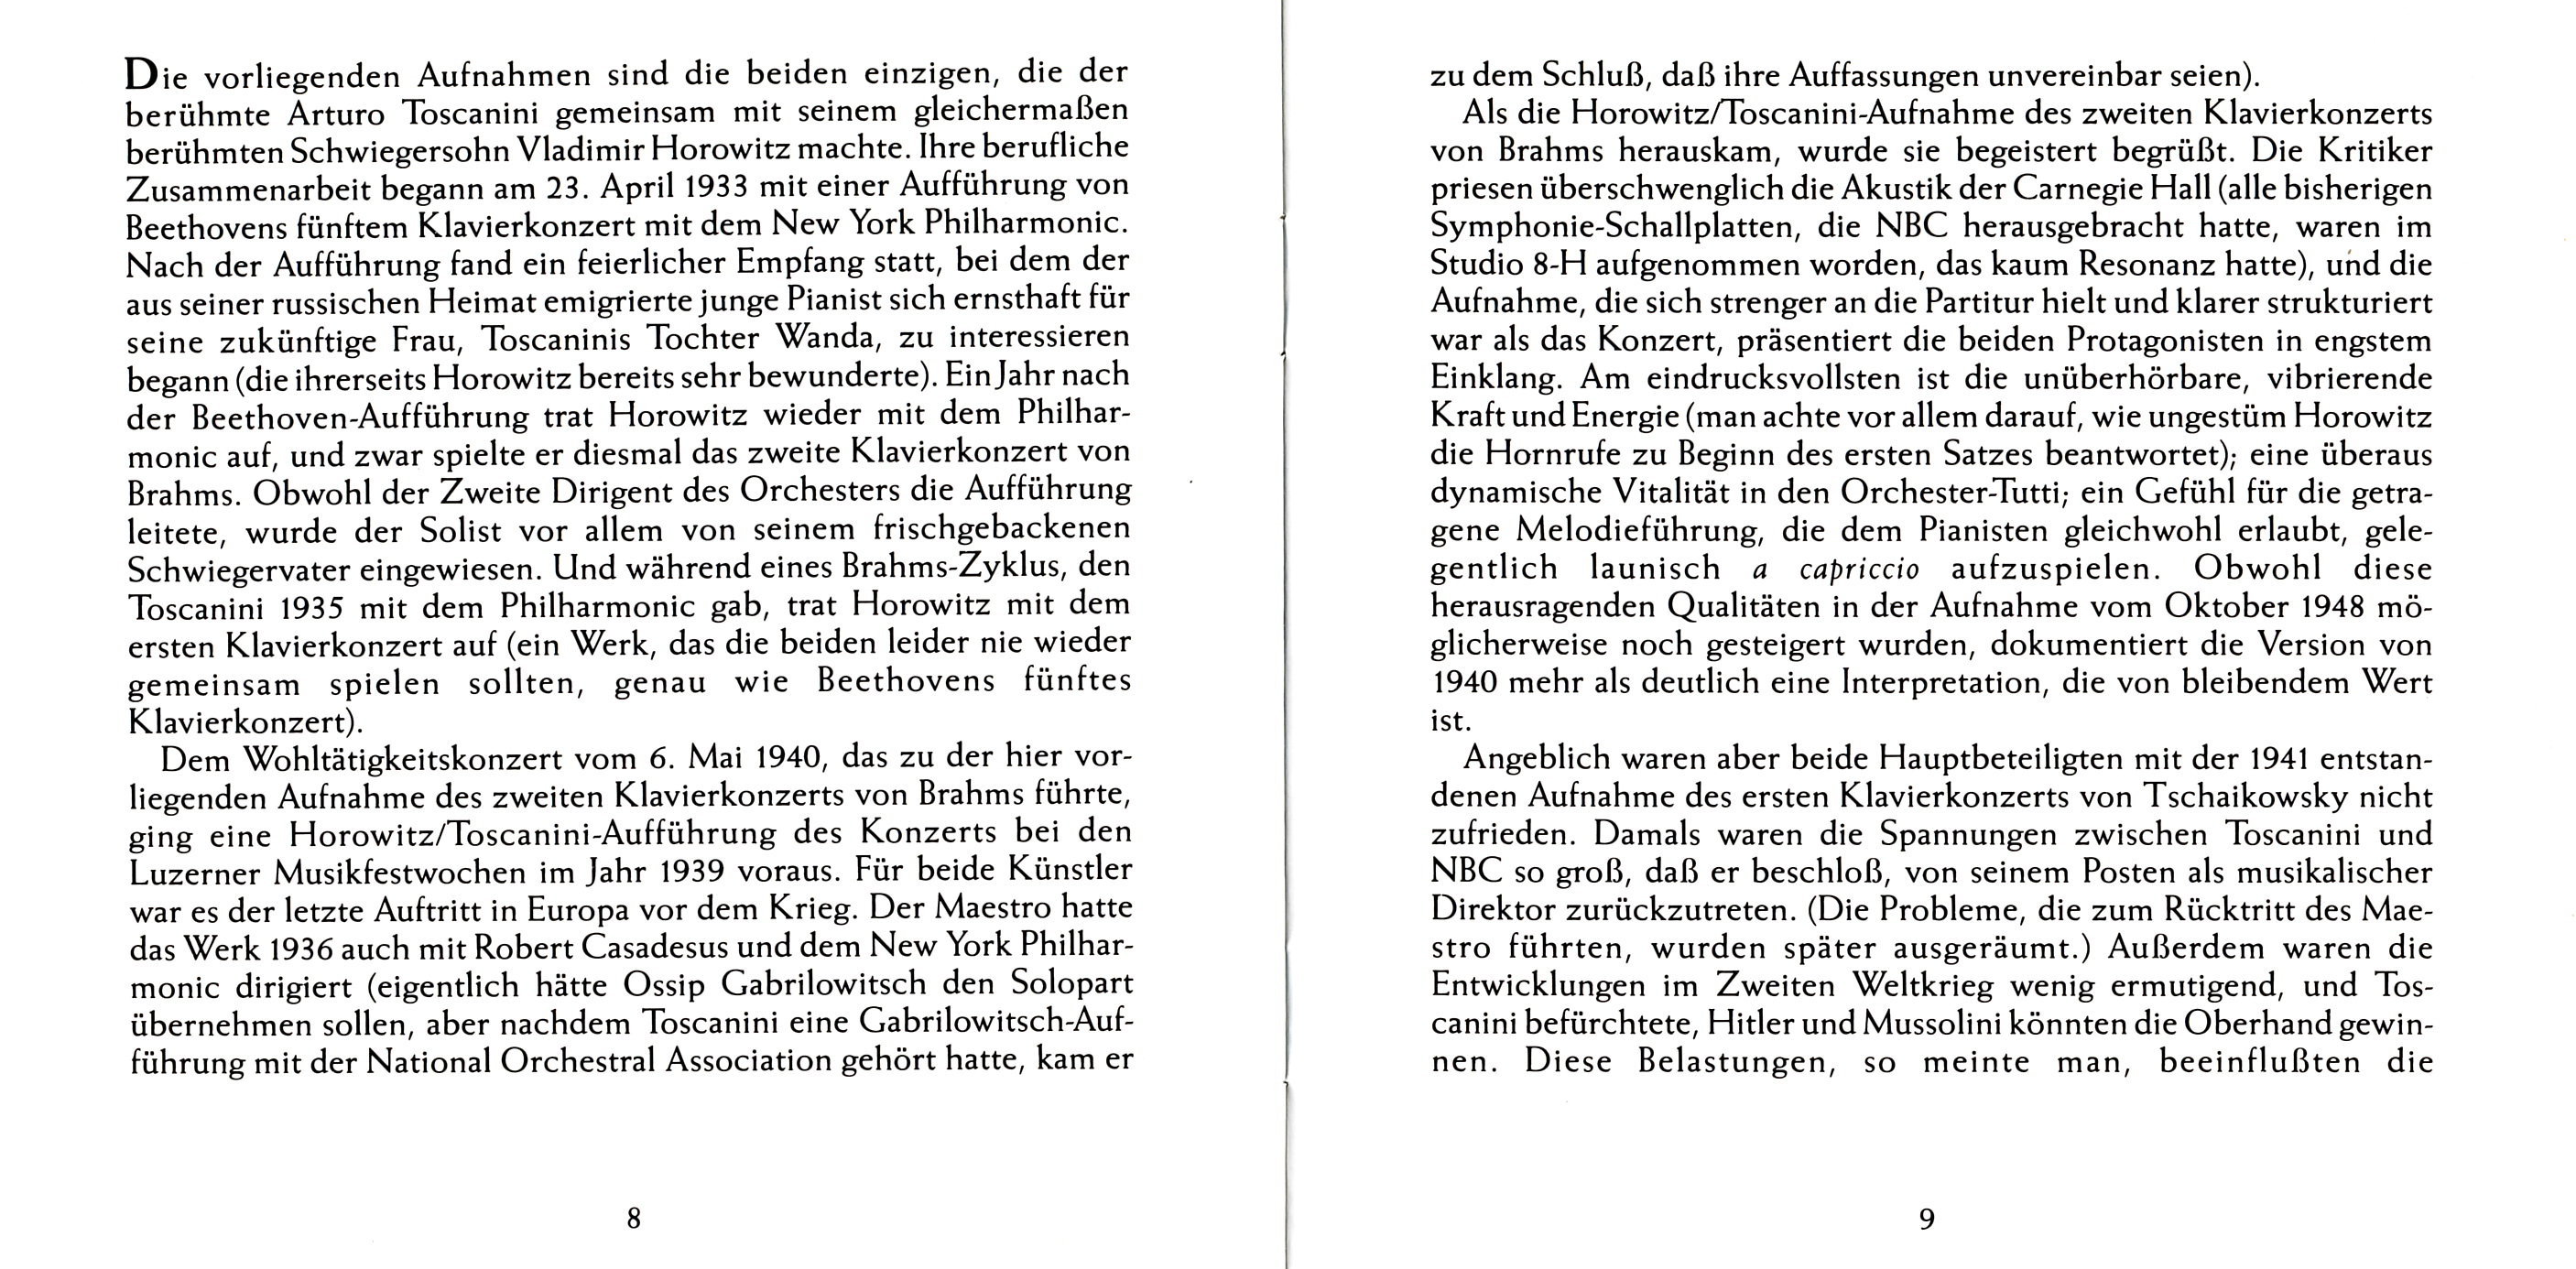 Die vorliegenden Aufnahmen sind die beiden einzigen, die der
berühmte Arturo Toscanini gemeinsam mit seinem gleichermaßen
berühmten Schwiegersohn Vladimir Horowitz machte. Ihre berufliche
Zusammenarbeit begann am 23. April 1933 mit einer Aufführung von
Beethovens fünftem Klavierkonzert mit dem New York Philharmonic.
Nach der Aufführung fand ein feierlicher Empfang statt, bei dem der
aus seiner russischen Heimat emigrierte junge Pianist sich ernsthaft für
seine zukünftige Frau, Toscaninis Tochter Wanda, zu interessieren
begann (die ihrerseits Horowitz bereits sehr bewunderte). Ein Jahr nach
der Beethoven-Aufführung trat Horowitz wieder mit dem Philhar-
monic auf, und zwar spielte er diesmal das zweite Klavierkonzert von
Brahms. Obwohl der Zweite Dirigent des Orchesters die Aufführung
leitete, wurde der Solist vor allem von seinem frischgebackenen
Schwiegervater eingewiesen. Und während eines Brahms-Zyklus, den
Toscanini 1935 mit dem Philharmonic gab, trat Horowitz mit dem
ersten Klavierkonzert auf (ein Werk, das die beiden leider nie wieder
gemeinsam spielen sollten, genau wie Beethovens fünftes
Klavierkonzert).
Dem Wohltätigkeitskonzert vom 6. Mai 1940, das zu der hier vor-
liegenden Aufnahme des zweiten Klavierkonzerts von Brahms führte,
ging eine Horowitz/Toscanini-Aufführung des Konzerts bei den
Luzerner Musikfestwochen im Jahr 1939 voraus. Für beide Künstler
war es der letzte Auftritt in Europa vor dem Krieg. Der Maestro hatte
das Werk 1936 auch mit Robert Casadesus und dem New York Philhar-
monic dirigiert (eigentlich hätte Ossip Gabrilowitsch den Solopart
übernehmen sollen, aber nachdem Toscanini eine Gabrilowitsch-Auf-
führung mit der National Orchestral Association gehört hatte, kam er
8
zu dem Schluß, daß ihre Auffassungen unvereinbar seien).
Als die Horowitz/Toscanini-Aufnahme des zweiten Klavierkonzerts
von Brahms herauskam, wurde sie begeistert begrüßt. Die Kritiker
priesen überschwenglich die Akustik der Carnegie Hall (alle bisherigen
Symphonie-Schallplatten, die NBC herausgebracht hatte, waren im
Studio 8-H aufgenommen worden, das kaum Resonanz hatte), und die
Aufnahme, die sich strenger an die Partitur hielt und klarer strukturiert
war als das Konzert, präsentiert die beiden Protagonisten in engstem
Einklang. Am eindrucksvollsten ist die unüberhörbare, vibrierende
Kraft und Energie (man achte vor allem darauf, wie ungestüm Horowitz
die Hornrufe zu Beginn des ersten Satzes beantwortet); eine überaus
dynamische Vitalität in den Orchester-Tutti; ein Gefühl für die getra-
gene Melodieführung, die dem Pianisten gleichwohl erlaubt, gele-
gentlich launisch a capriccio aufzuspielen. Obwohl diese
herausragenden Qualitäten in der Aufnahme vom Oktober 1948 mö-
glicherweise noch gesteigert wurden, dokumentiert die Version von
1940 mehr als deutlich eine Interpretation, die von bleibendem Wert
ist.
Angeblich waren aber beide Hauptbeteiligten mit der 1941 entstan-
denen Aufnahme des ersten Klavierkonzerts von Tschaikowsky nicht
zufrieden. Damals waren die Spannungen zwischen Toscanini und
NBC so groß, daß er beschloß, von seinem Posten als musikalischer
Direktor zurückzutreten. (Die Probleme, die zum Rücktritt des Mae-
stro führten, wurden später ausgeräumt.) Außerdem waren die
Entwicklungen im Zweiten Weltkrieg wenig ermutigend, und Tos-
canini befürchtete, Hitler und Mussolini könnten die Oberhand gewin-
nen. Diese Belastungen, so meinte man, beeinflußten die
9